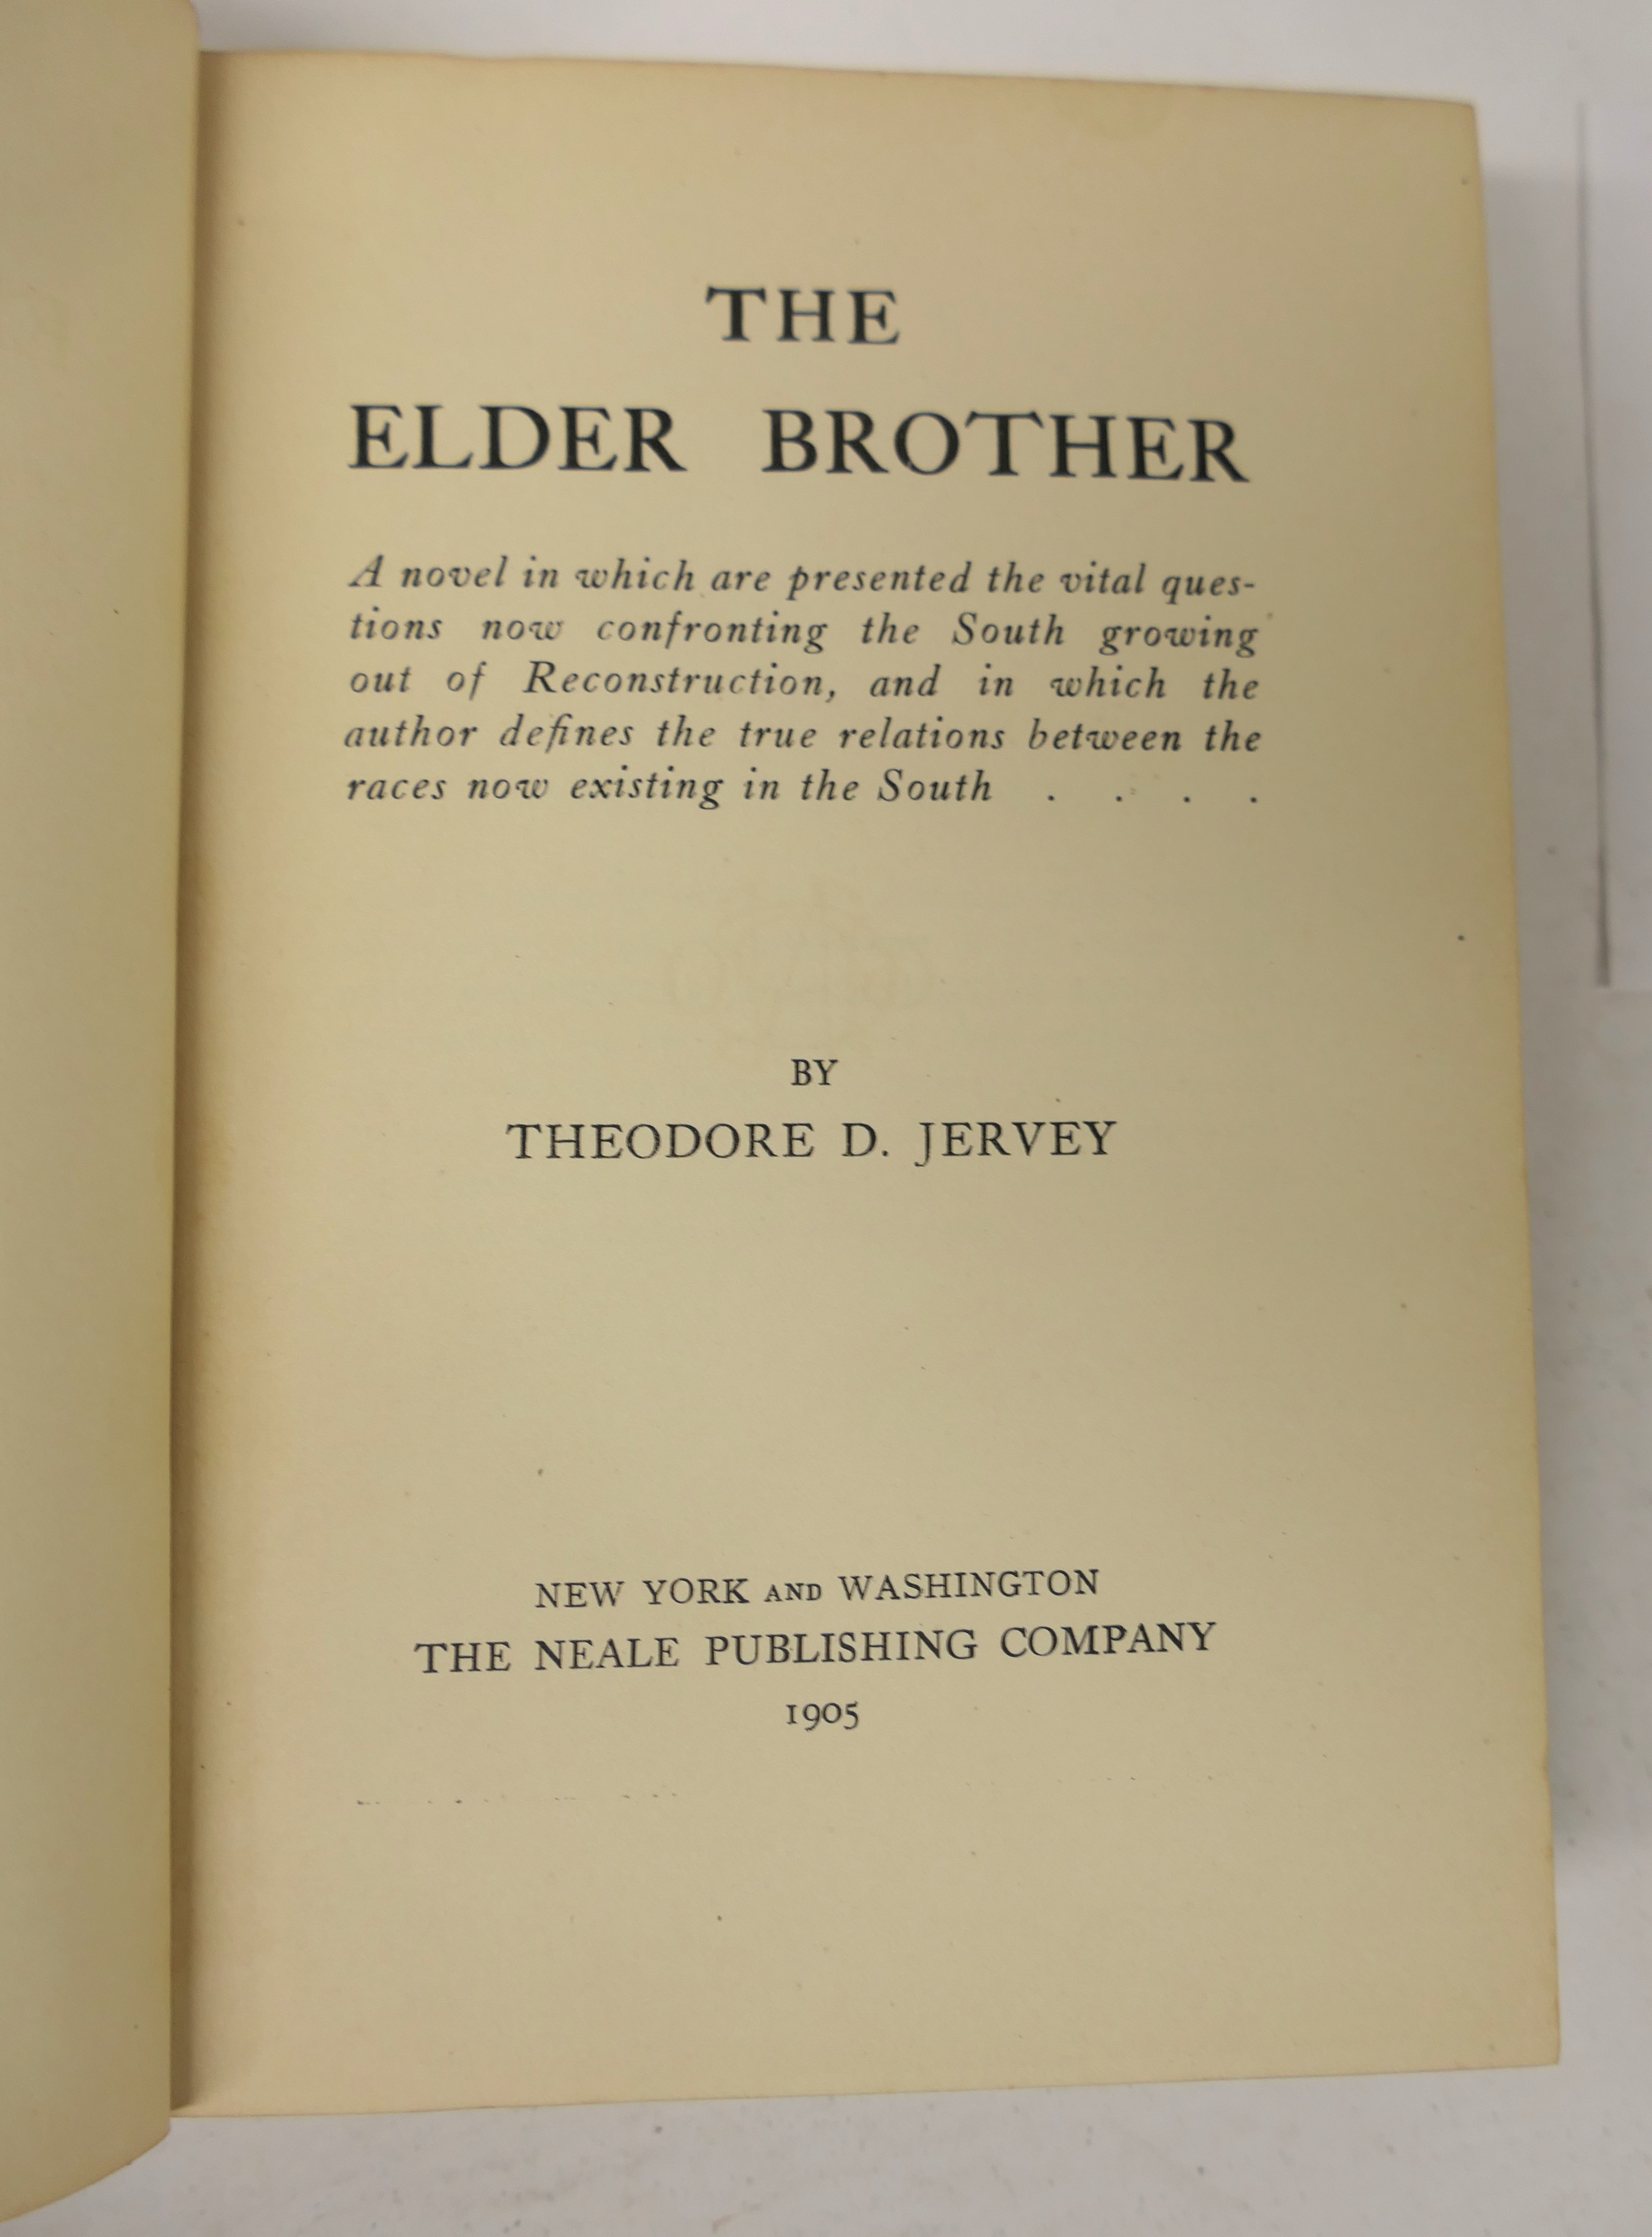 THE
ELDER BROTHER
A novel in which are presented the vital ques-
tions now confronting the South growing
out of Reconstruction, and in which the
author defines the true relations between the
races now existing in the South . . . .
BY
THEODORE D. JERVEY
NEW YORK AND WASHINGTON
THE NEALE PUBLISHING COMPANY
1905